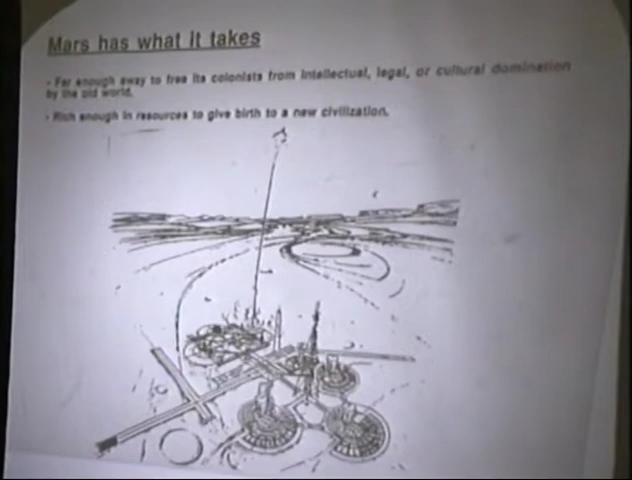 Mars has what it takes
- Far enough away to free its colonists from intellectual, legal, or cultural domination
by the old world.
- Rich enough in resources to give birth to a new civilization.